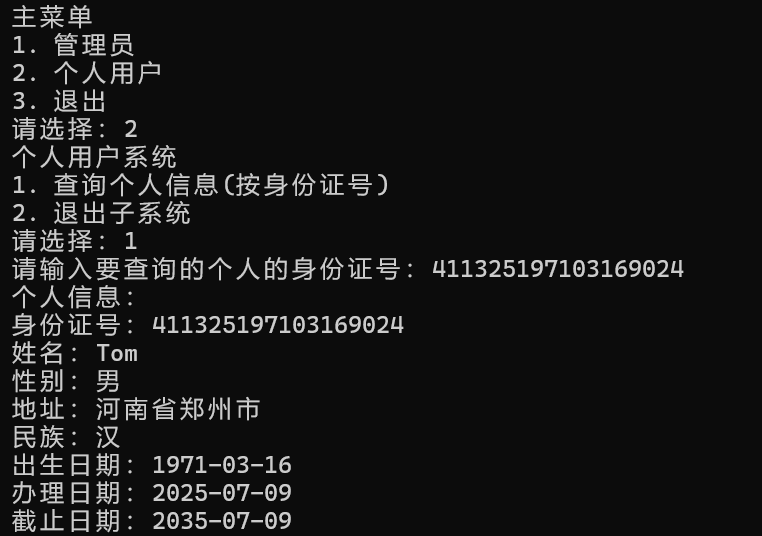 主菜单
1. 管理员
2. 个人用户
3. 退出
请选择: 2
个人用户系统
1. 查询个人信息(按身份证号)
2. 退出子系统
请选择: 1
请输入要查询的个人的身份证号: 411325197103169024
个人信息:
身份证号: 411325197103169024
姓名: Tom
性别: 男
地址: 河南省郑州市
民族: 汉
出生日期: 1971-03-16
办理日期: 2025-07-09
截止日期: 2035-07-09